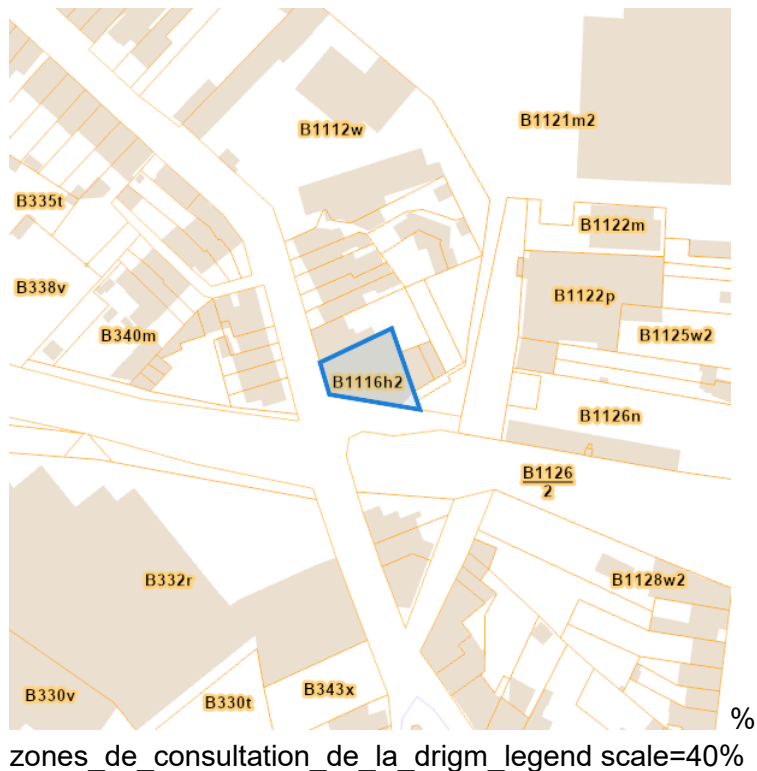 B1112w
B1121m2
B335t
B1122m
B338v
B1122p
B340m
B1125w2
B1116h2
B1126n
B1126
2
B332r
B1128w2
B330v
B330t
B343x
%
zones_de_consultation_de_la_drigm_legend scale=40%